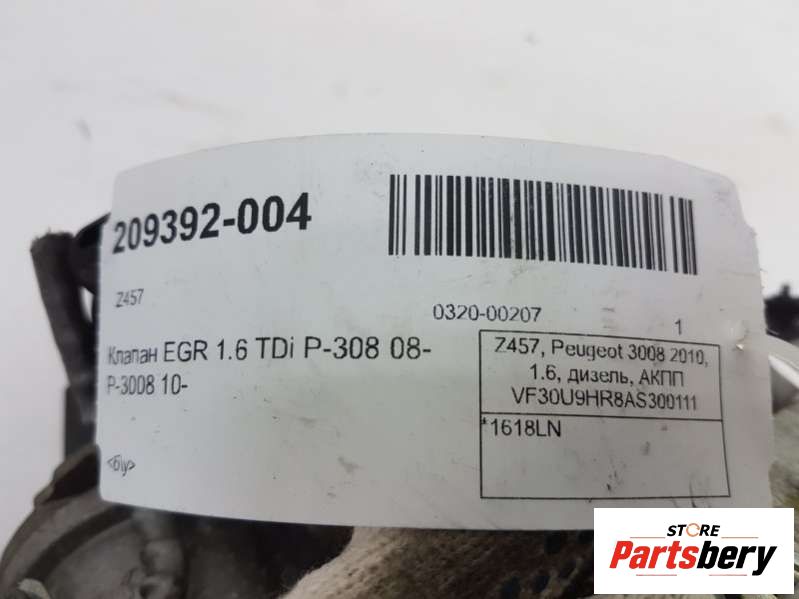 209392-004
Z457
0320-00207 1
Клапан EGR 1.6 TDi P-308 08-
P-3008 10-
<б\у>
Z457, Peugeot 3008 2010,
1.6, дизель, АКПП
VF30U9HR8AS300111
*1618LN
STORE
Partsbery